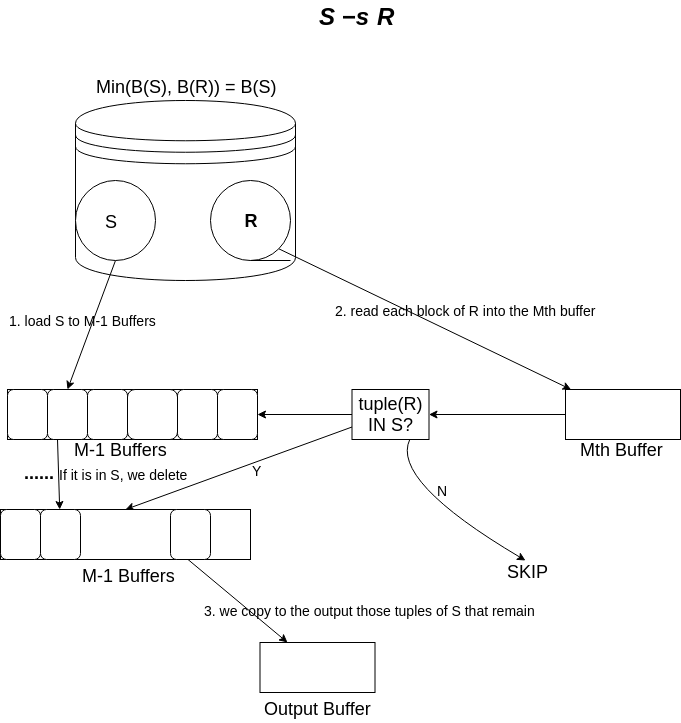 S −s R
Min(B(S), B(R)) = B(S)
S
R
1. load S to M-1 Buffers
2. read each block of R into the Mth buffer
tuple(R)
IN S?
M-1 Buffers
Mth Buffer
...... If it is in S, we delete
Y
N
M-1 Buffers
SKIP
3. we copy to the output those tuples of S that remain
Output Buffer